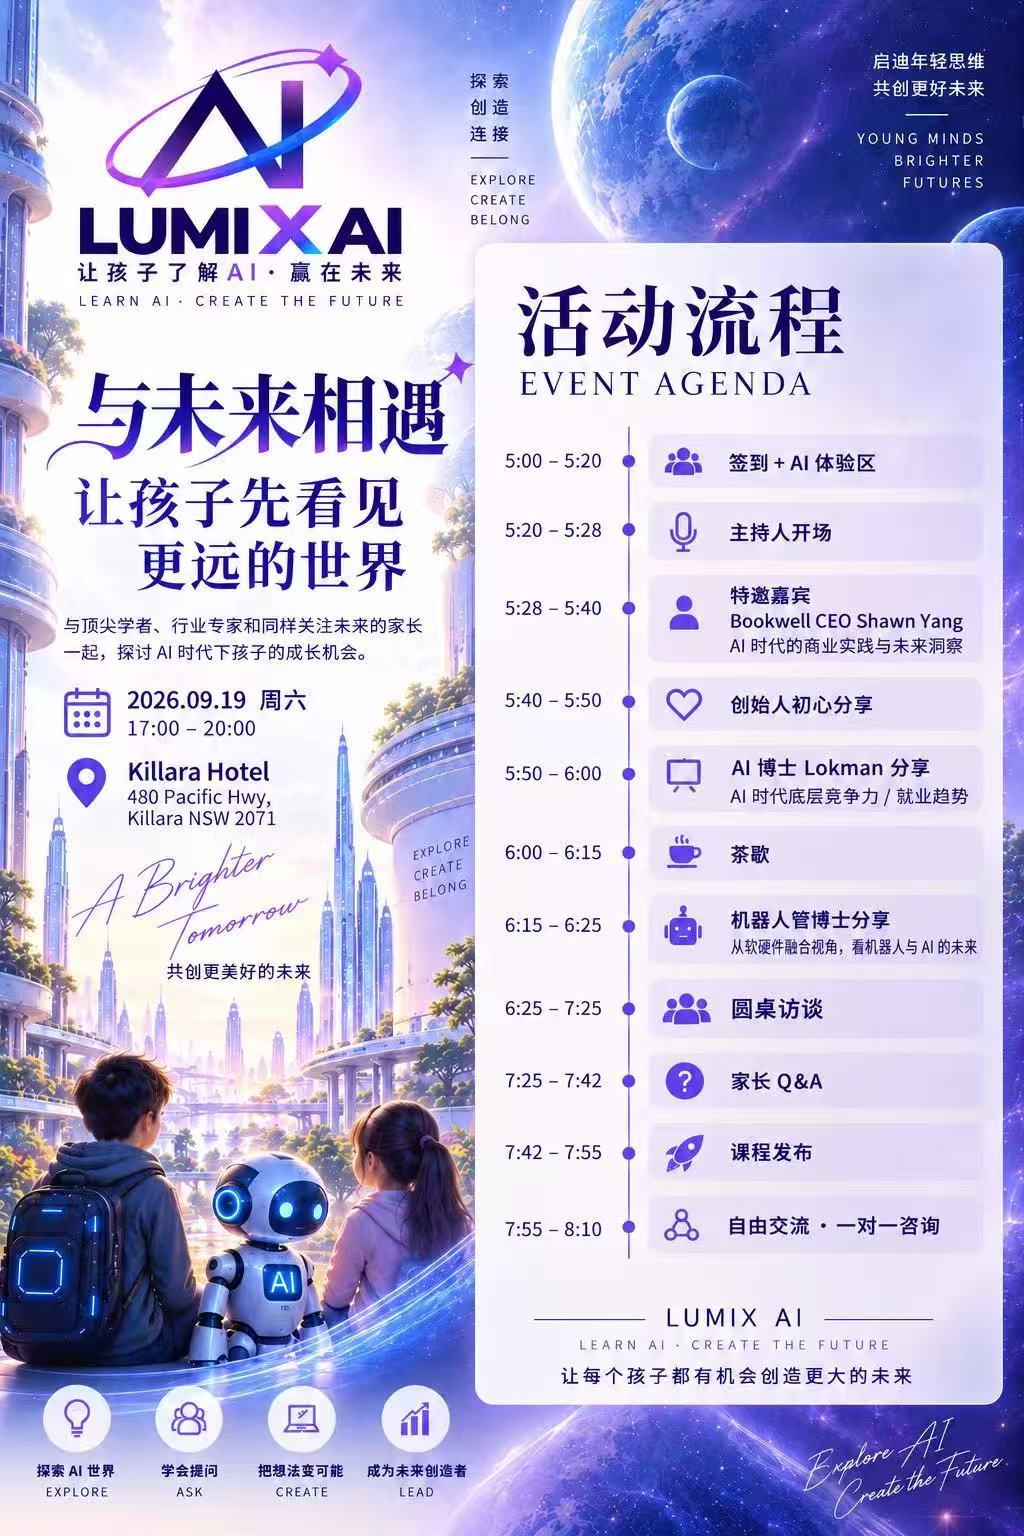 AI
LUMIXAI
让孩子了解AI·赢在未来
LEARN AI · CREATE THE FUTURE
探索
创造
连接
EXPLORE
CREATE
BELONG
启迪年轻思维
共创更好未来
YOUNG MINDS
BRIGHTER
FUTURES
与未来相遇
让孩子先看见
更远的世界
与顶尖学者、行业专家和同样关注未来的家长
一起，探讨 AI 时代下孩子的成长机会。
2026.09.19 周六
17:00 – 20:00
Killara Hotel
480 Pacific Hwy,
Killara NSW 2071
A Brighter
Tomorrow
共创更美好的未来
EXPLORE
CREATE
BELONG
AI
探索 AI 世界
EXPLORE
学会提问
ASK
把想法变可能
CREATE
成为未来创造者
LEAD
活动流程
EVENT AGENDA
5:00 – 5:20 签到 + AI 体验区
5:20 – 5:28 主持人开场
5:28 – 5:40 特邀嘉宾
Bookwell CEO Shawn Yang
AI 时代的商业实践与未来洞察
5:40 – 5:50 创始人初心分享
5:50 – 6:00 AI 博士 Lokman 分享
AI 时代底层竞争力 / 就业趋势
6:00 – 6:15 茶歇
6:15 – 6:25 机器人管博士分享
从软硬件融合视角，看机器人与 AI 的未来
6:25 – 7:25 圆桌访谈
7:25 – 7:42 家长 Q&A
7:42 – 7:55 课程发布
7:55 – 8:10 自由交流 · 一对一咨询
LUMIX AI
LEARN AI · CREATE THE FUTURE
让每个孩子都有机会创造更大的未来
Explore AI
Create the Future